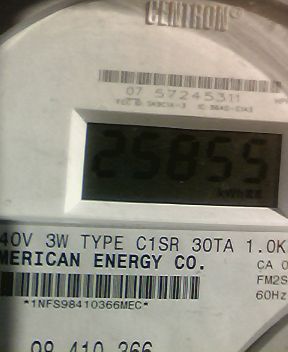 CENTRON®
07 57245311
25855
kWh
40V 3W TYPE C1SR 30TA 1.0K
MERICAN ENERGY CO.
CA 0
FM2S
60Hz
*1NFS98410366MEC*
98 410 366